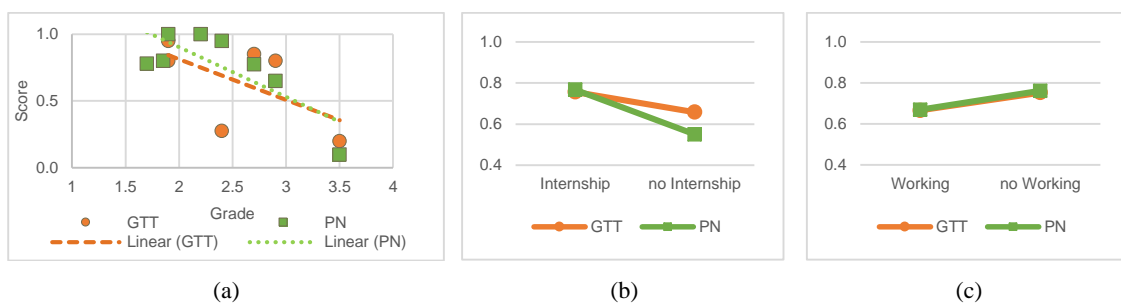 1.0
0.5
0.0
Score
1 1.5 2 2.5 3 3.5 4
Grade
GTT PN
Linear (GTT) Linear (PN)
(a)
1.0
0.8
0.6
0.4
Internship no Internship
GTT PN
(b)
1.0
0.8
0.6
0.4
Working no Working
GTT PN
(c)